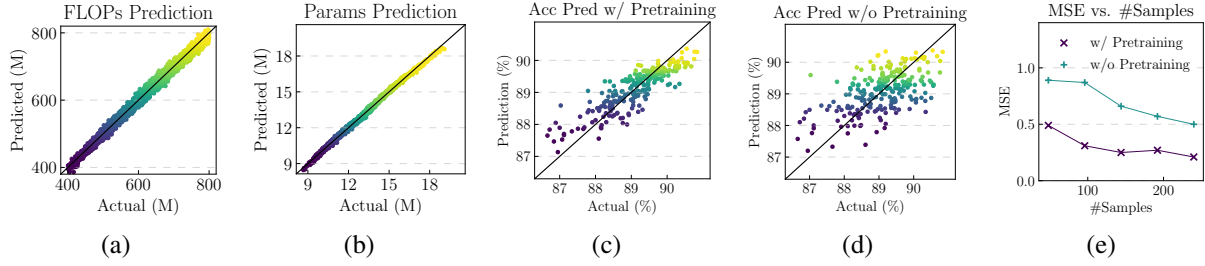 FLOPs Prediction
Predicted (M)
800
600
400
400 500 600 700 800
Actual (M)
(a)
Params Prediction
Predicted (M)
18
15
12
9
9 12 15 18
Actual (M)
(b)
Acc Pred w/ Pretraining
Prediction (%)
90
89
88
87
87 88 89 90
Actual (%)
(c)
Acc Pred w/o Pretraining
Prediction (%)
90
89
88
87
87 88 89 90
Actual (%)
(d)
MSE vs. #Samples
w/ Pretraining
w/o Pretraining
MSE
1.0
0.5
0.0
100 200
#Samples
(e)